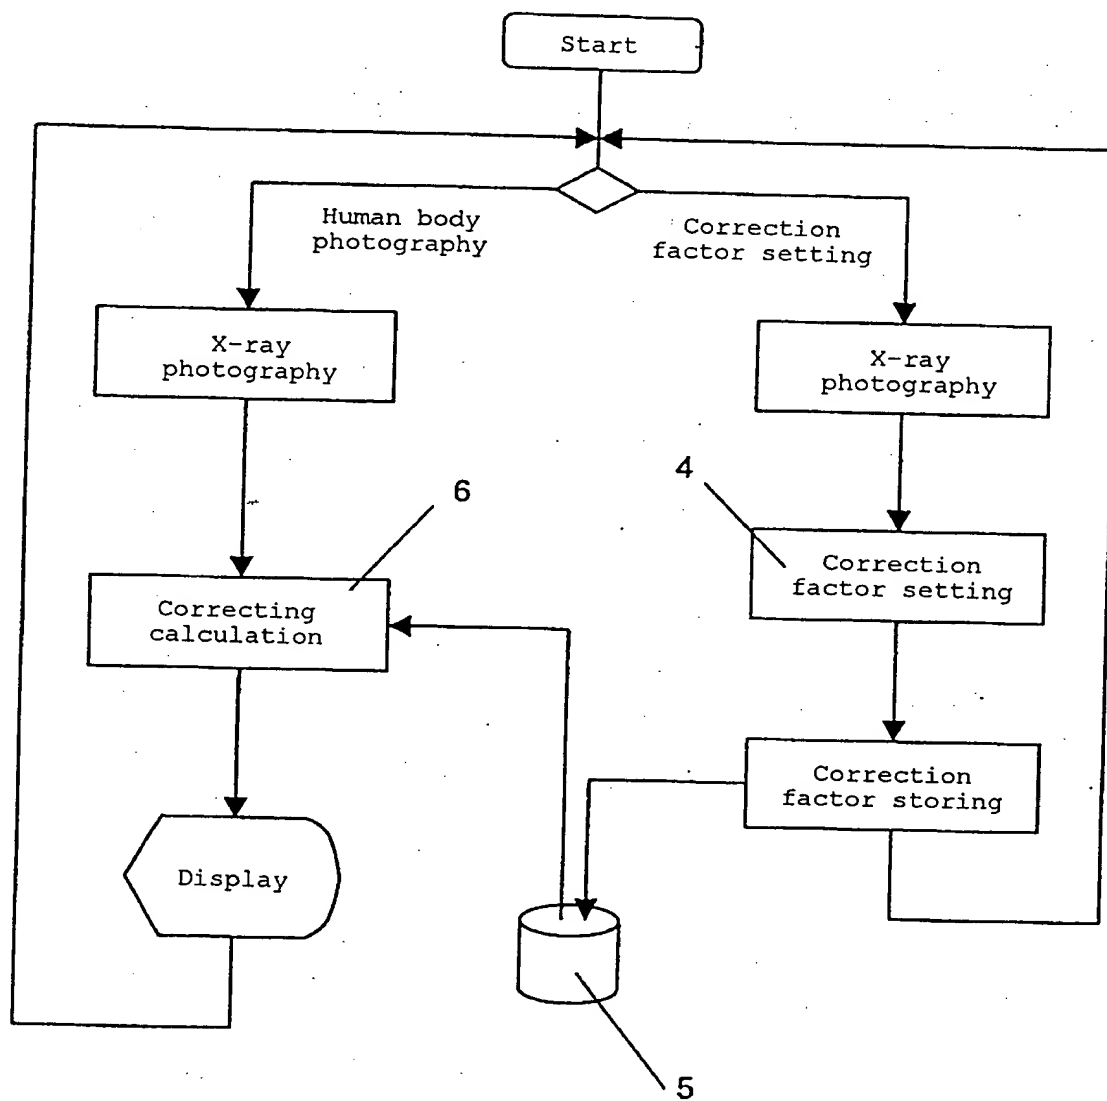 Start
Human body
photography
Correction
factor setting
X-ray
photography
X-ray
photography
4
6
Correction
factor setting
Correcting
calculation
Correction
factor storing
Display
5